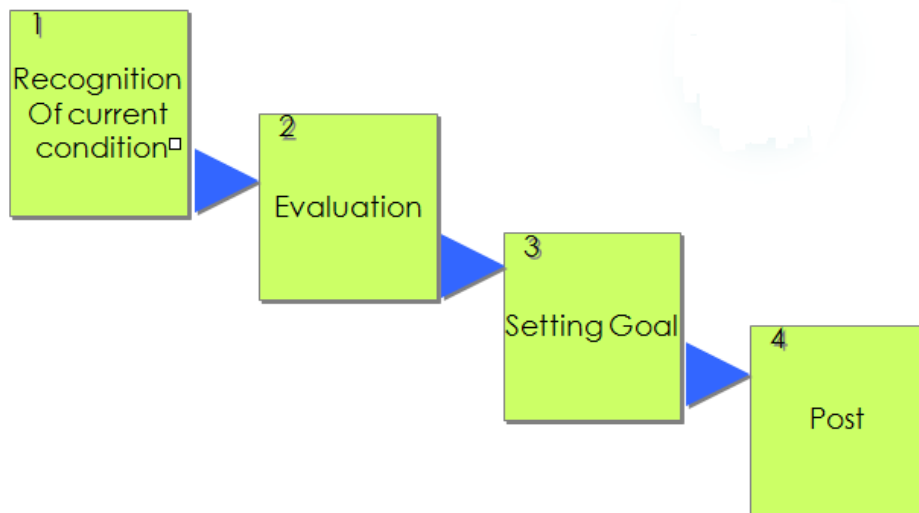 1
Recognition
Of current
condition
2
Evaluation
3
Setting Goal
4
Post